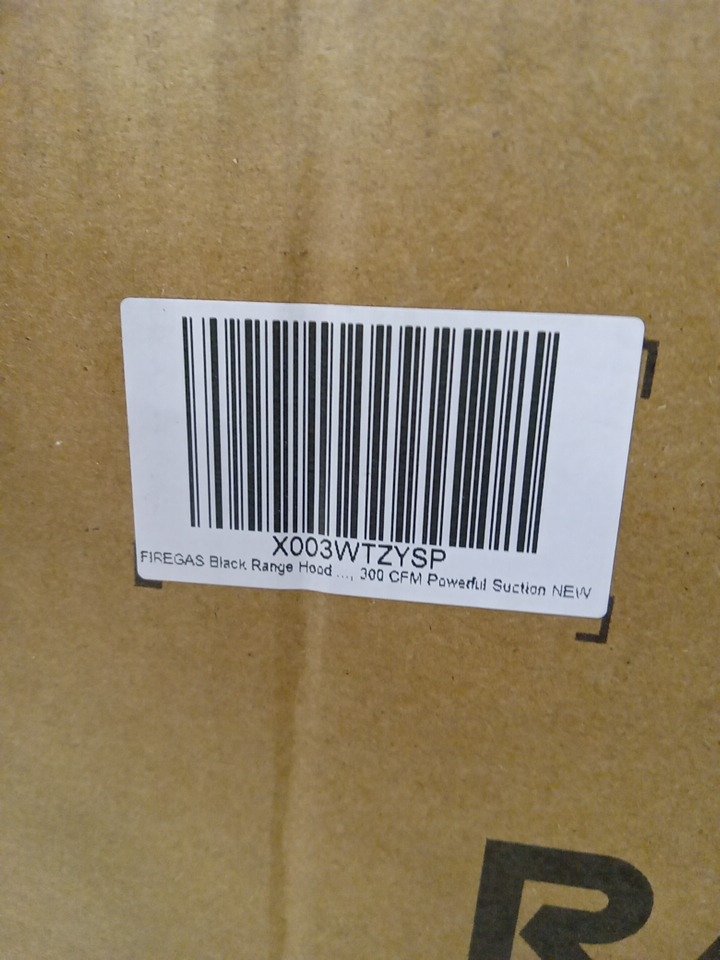 X003WTZYSP
FIREGAS Black Range Hood ..., 300 CFM Powerful Suction NEW
R